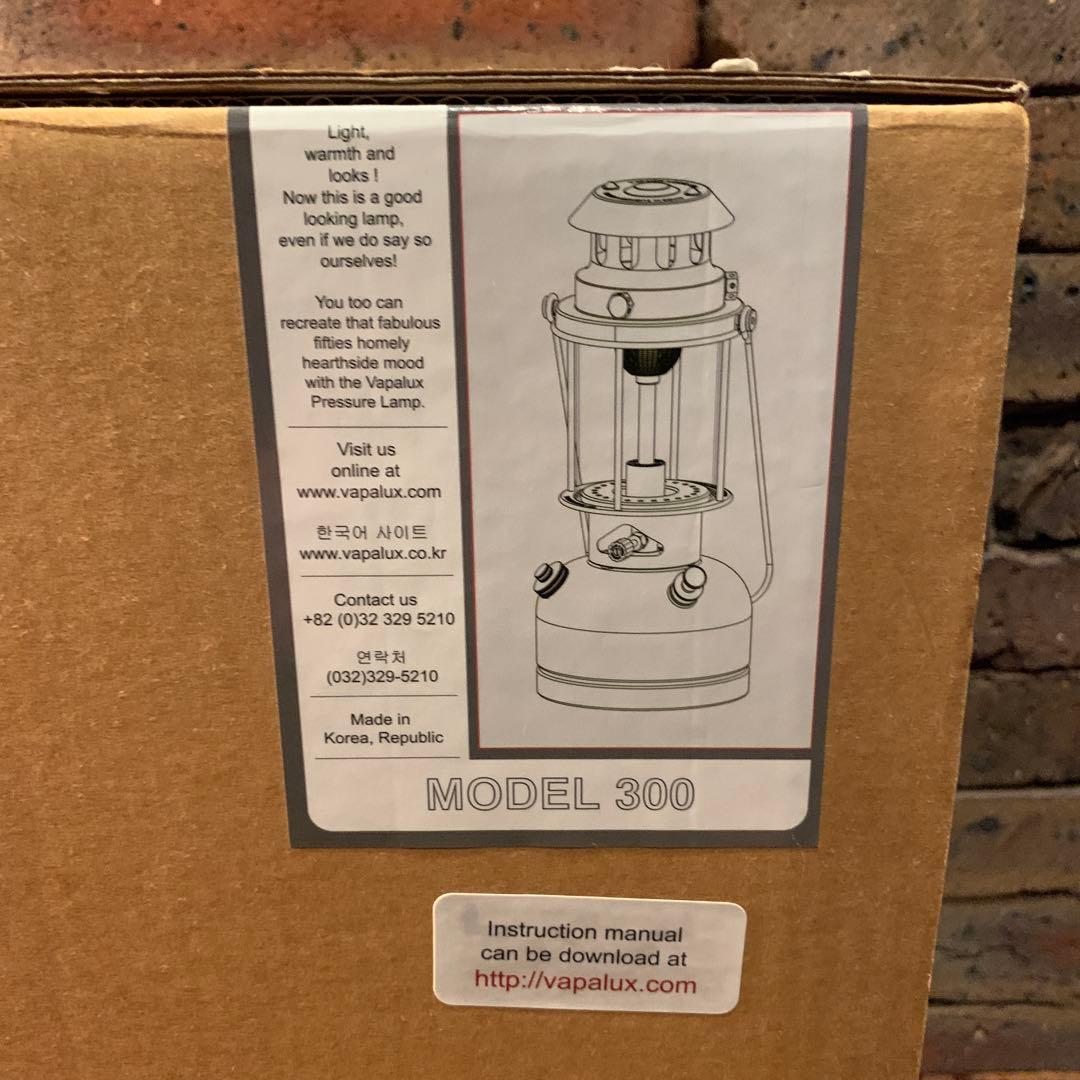 Light,
warmth and
looks !
Now this is a good
looking lamp,
even if we do say so
ourselves!
You too can
recreate that fabulous
fifties homely
hearthside mood
with the Vapalux
Pressure Lamp.
Visit us
online at
www.vapalux.com
한국어 사이트
www.vapalux.co.kr
Contact us
+82 (0)32 329 5210
연락처
(032)329-5210
Made in
Korea, Republic
MODEL 300
Instruction manual
can be download at
http://vapalux.com